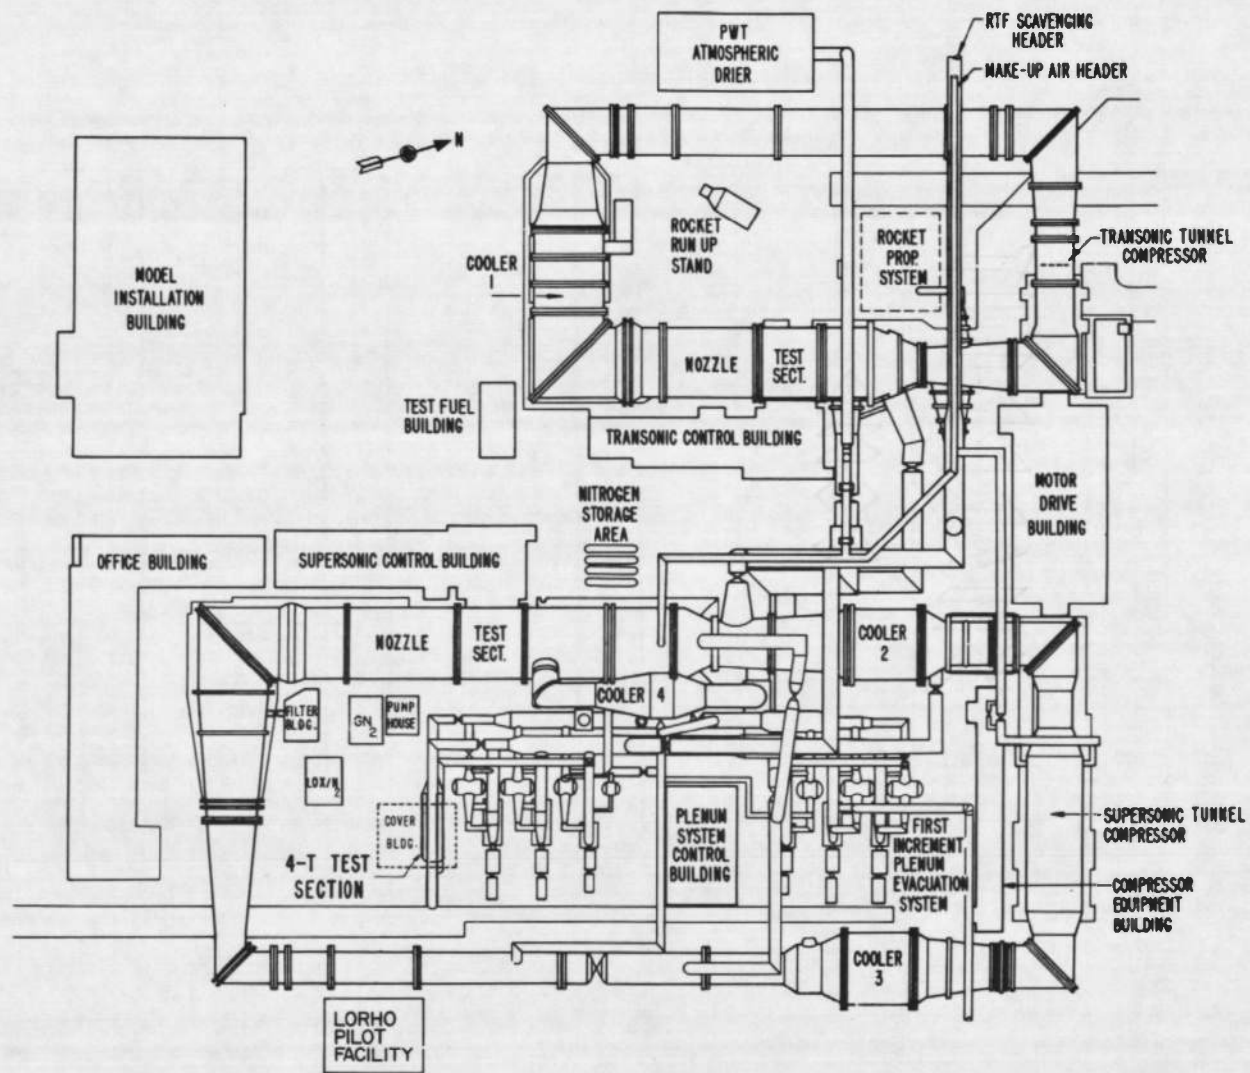 PWT
ATMOSPHERIC
DRIER
RTF SCAVENGING
HEADER
MAKE-UP AIR HEADER
N
MODEL
INSTALLATION
BUILDING
COOLER
1
ROCKET
RUN UP
STAND
ROCKET
PROP.
SYSTEM
TRANSONIC TUNNEL
COMPRESSOR
NOZZLE
TEST
SECT.
TEST FUEL
BUILDING
TRANSONIC CONTROL BUILDING
NITROGEN
STORAGE
AREA
MOTOR
DRIVE
BUILDING
OFFICE BUILDING
SUPERSONIC CONTROL BUILDING
NOZZLE
TEST
SECT.
COOLER
2
COOLER 4
FILTER
BLDG.
GN2
PUNP
HOUSE
LOX/N2
COVER
BLDG.
4-T TEST
SECTION
PLENUM
SYSTEM
CONTROL
BUILDING
FIRST
INCREMENT
PLENUM
EVACUATION
SYSTEM
SUPERSONIC TUNNEL
COMPRESSOR
COMPRESSOR
EQUIPMENT
BUILDING
COOLER
3
LORHO
PILOT
FACILITY